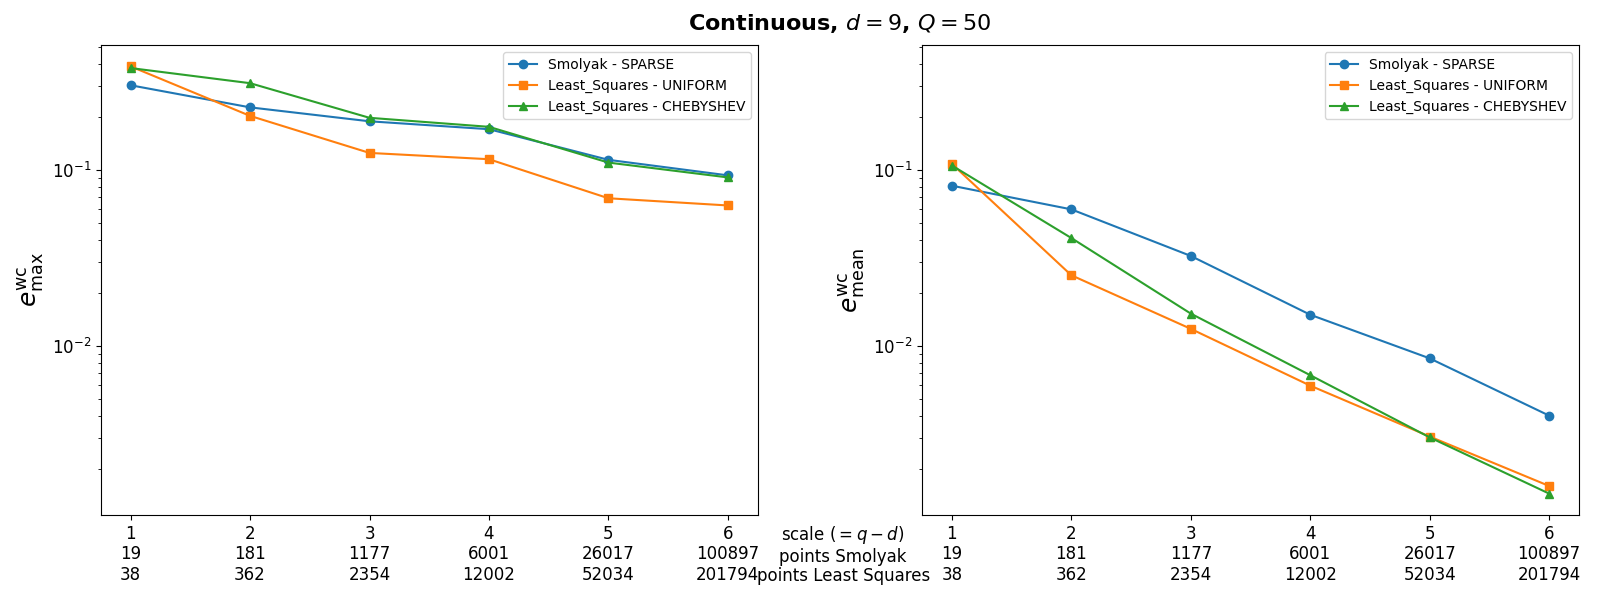 Continuous, d = 9, Q = 50
Smolyak - SPARSE
Least_Squares - UNIFORM
Least_Squares - CHEBYSHEV
10⁻¹
10⁻²
e^wc_max
1 2 3 4 5 6
19 181 1177 6001 26017 100897
38 362 2354 12002 52034 201794
scale (= q − d)
points Smolyak
points Least Squares
Smolyak - SPARSE
Least_Squares - UNIFORM
Least_Squares - CHEBYSHEV
10⁻¹
10⁻²
e^wc_mean
1 2 3 4 5 6
19 181 1177 6001 26017 100897
38 362 2354 12002 52034 201794